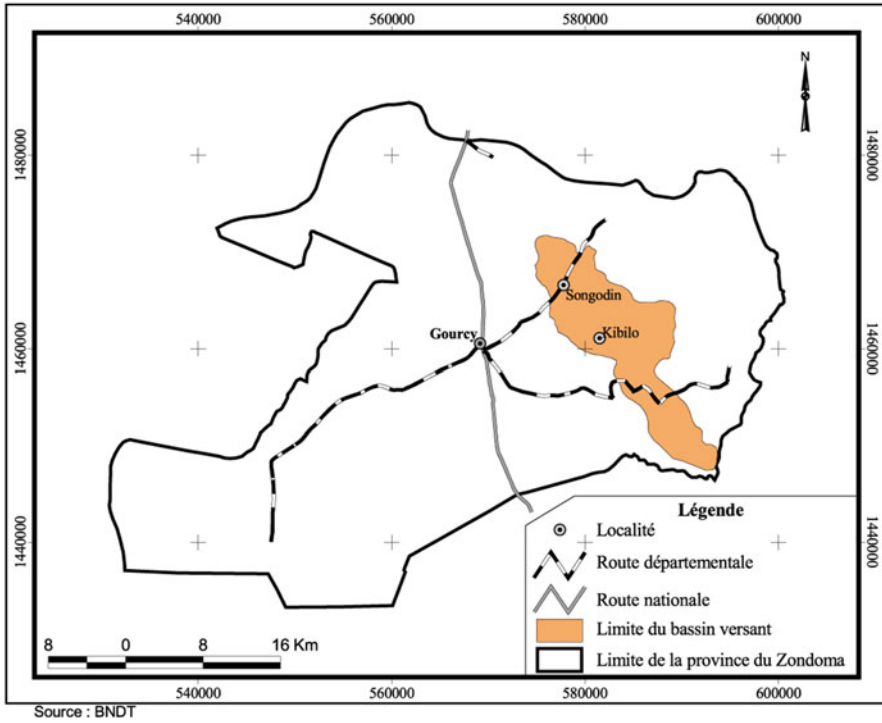 540000 560000 580000 600000
N
1480000 1480000
Songodin
Kibilo
Gourcy
1460000 1460000
Légende
Localité
1440000 1440000
Route départementale
Route nationale
Limite du bassin versant
8 0 8 16 Km
Limite de la province du Zondoma
540000 560000 580000 600000
Source : BNDT